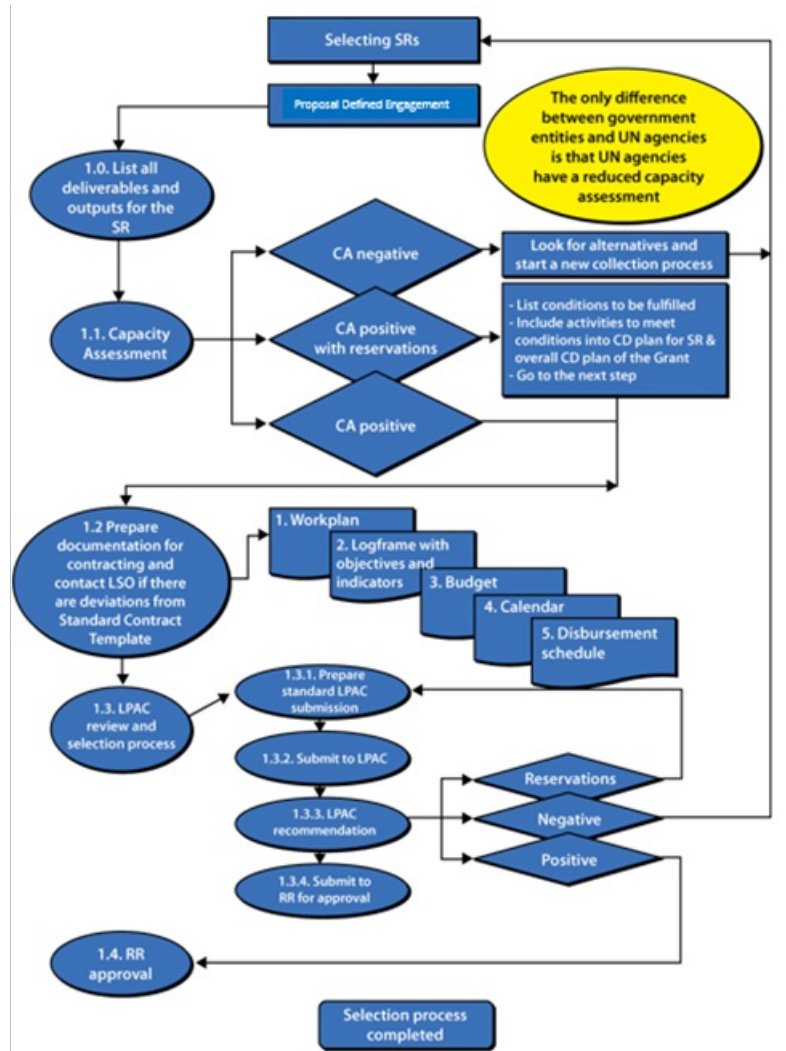 Selecting SRs
Proposal Defined Engagement
The only difference
between government
entities and UN agencies
is that UN agencies
have a reduced capacity
assessment
1.0. List all
deliverables and
outputs for the
SR
CA negative
Look for alternatives and
start a new collection process
1.1. Capacity
Assessment
CA positive
with reservations
- List conditions to be fulfilled
- Include activities to meet
conditions into CD plan for SR &
overall CD plan of the Grant
- Go to the next step
CA positive
1.2 Prepare
documentation for
contracting and
contact LSO if there
are deviations from
Standard Contract
Template
1. Workplan
2. Logframe with
objectives and
indicators
3. Budget
4. Calendar
5. Disbursement
schedule
1.3. LPAC
review and
selection process
1.3.1. Prepare
standard LPAC
submission
1.3.2. Submit to LPAC
1.3.3. LPAC
recommendation
1.3.4. Submit to
RR for approval
Reservations
Negative
Positive
1.4. RR
approval
Selection process
completed